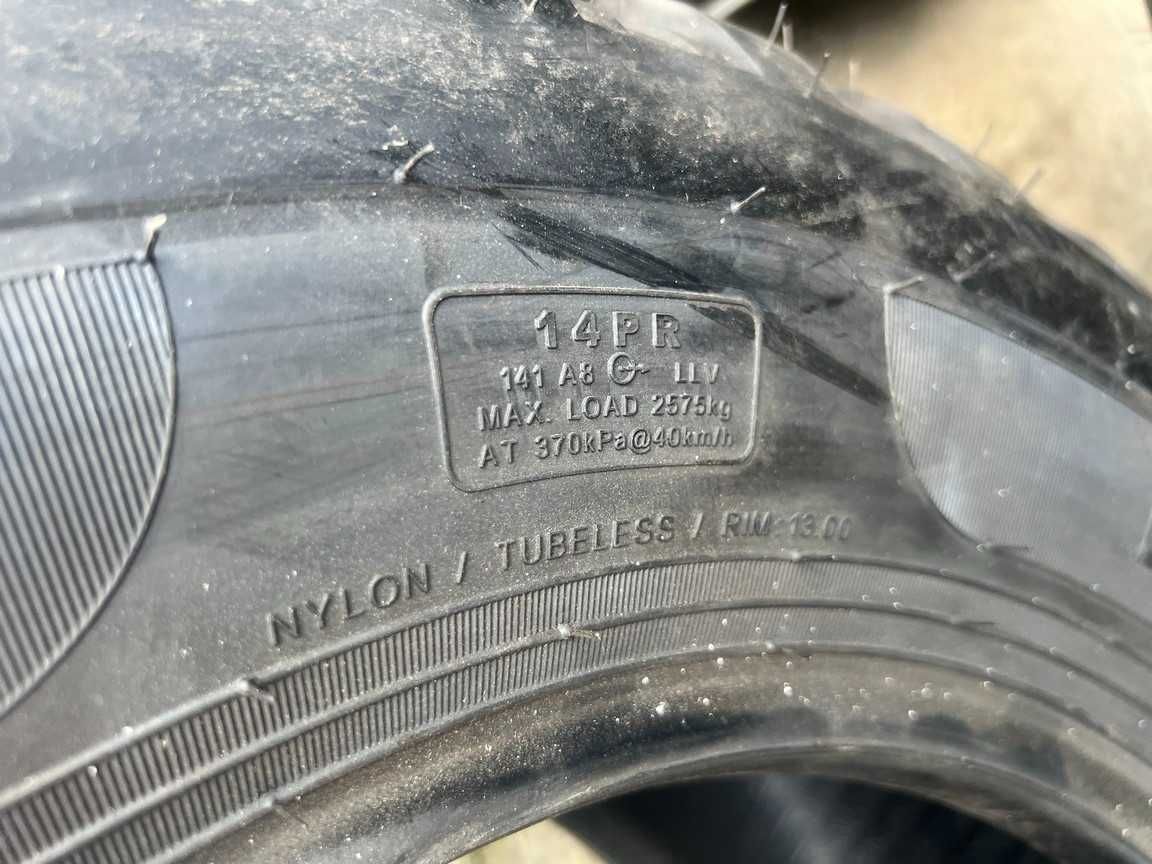 14PR
141 A8 LLV
MAX. LOAD 2575kg
AT 370kPa@40km/h
NYLON / TUBELESS / RIM:13.00